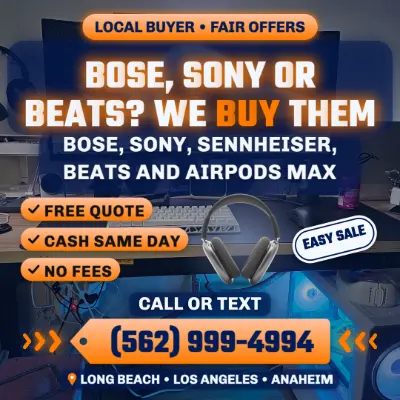 LOCAL BUYER • FAIR OFFERS
BOSE, SONY OR
BEATS? WE BUY THEM
BOSE, SONY, SENNHEISER,
BEATS AND AIRPODS MAX
FREE QUOTE
CASH SAME DAY
NO FEES
EASY SALE
CALL OR TEXT
(562) 999-4994
LONG BEACH • LOS ANGELES • ANAHEIM